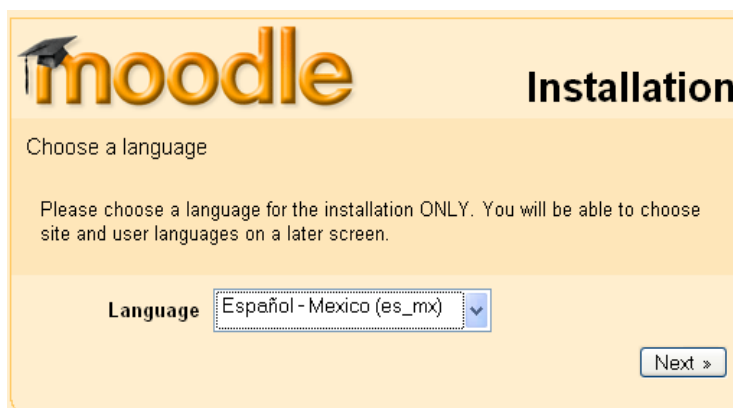 moodle
Installation
Choose a language
Please choose a language for the installation ONLY. You will be able to choose
site and user languages on a later screen.
Language Español - Mexico (es_mx)
Next »